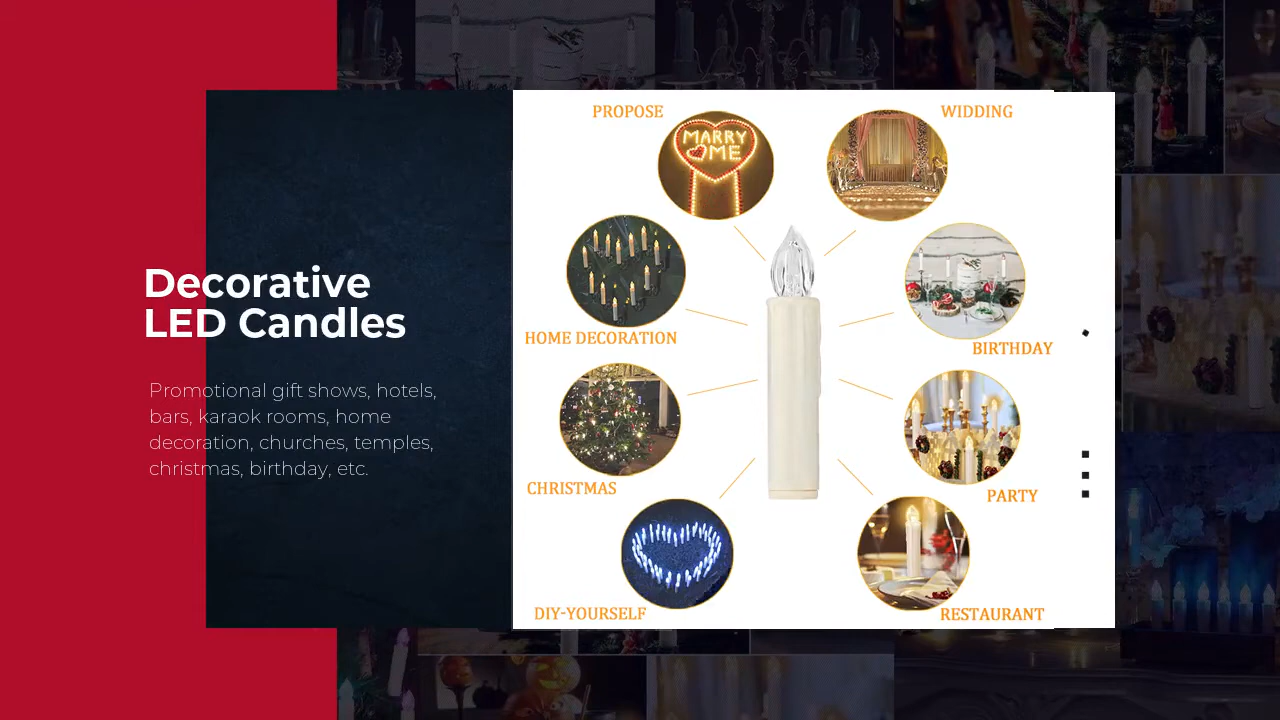 Decorative
LED Candles
Promotional gift shows, hotels,
bars, karaok rooms, home
decoration, churches, temples,
christmas, birthday, etc.
PROPOSE
WIDDING
MARRY
ME
HOME DECORATION
BIRTHDAY
CHRISTMAS
PARTY
DIY-YOURSELF
RESTAURANT